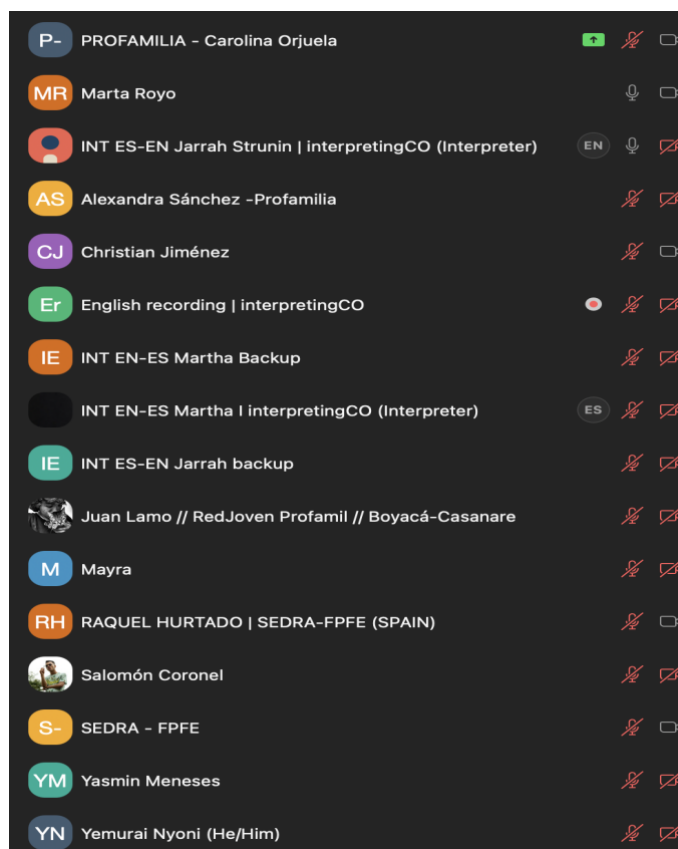 P- PROFAMILIA - Carolina Orjuela
MR Marta Royo
INT ES-EN Jarrah Strunin | interpretingCO (Interpreter) EN
AS Alexandra Sánchez -Profamilia
CJ Christian Jiménez
Er English recording | interpretingCO
IE INT EN-ES Martha Backup
INT EN-ES Martha I interpretingCO (Interpreter) ES
IE INT ES-EN Jarrah backup
Juan Lamo // RedJoven Profamil // Boyacá-Casanare
M Mayra
RH RAQUEL HURTADO | SEDRA-FPFE (SPAIN)
Salomón Coronel
S- SEDRA - FPFE
YM Yasmin Meneses
YN Yemurai Nyoni (He/Him)